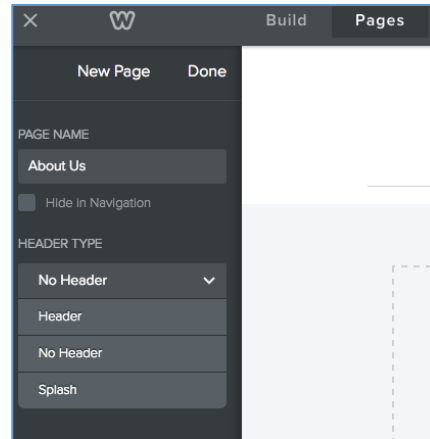 Build Pages
New Page Done
PAGE NAME
About Us
Hide in Navigation
HEADER TYPE
No Header
Header
No Header
Splash